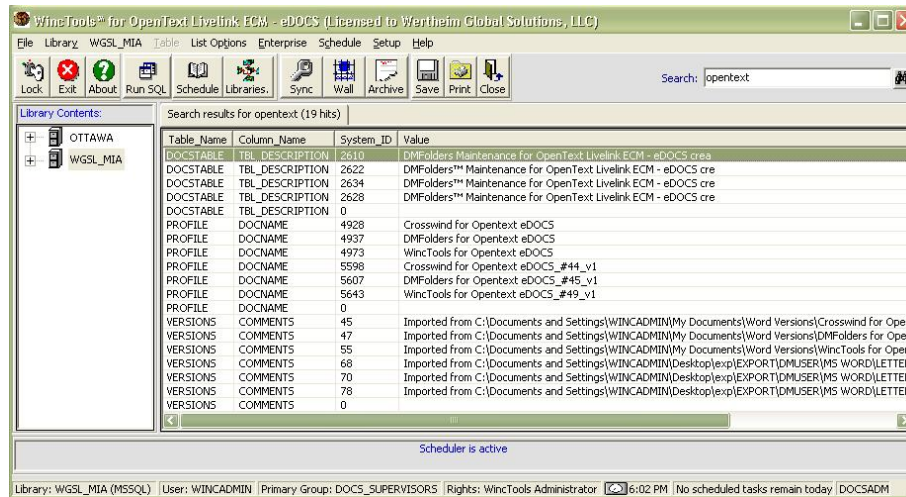 WincTools™ for OpenText Livelink ECM - eDOCS (Licensed to Wertheim Global Solutions, LLC)
File Library WGSL_MIA Table List Options Enterprise Schedule Setup Help
Lock Exit About Run SQL Schedule Libraries. Sync Wall Archive Save Print Close Search: opentext
Library Contents: Search results for opentext (19 hits)
OTTAWA
WGSL_MIA
Table_Name Column_Name System_ID Value
DOCSTABLE TBL_DESCRIPTION 2610 DMFolders Maintenance for OpenText Livelink ECM - eDOCS crea
DOCSTABLE TBL_DESCRIPTION 2622 DMFolders™ Maintenance for OpenText Livelink ECM - eDOCS cre
DOCSTABLE TBL_DESCRIPTION 2634 DMFolders™ Maintenance for OpenText Livelink ECM - eDOCS cre
DOCSTABLE TBL_DESCRIPTION 2628 DMFolders™ Maintenance for OpenText Livelink ECM - eDOCS cre
DOCSTABLE TBL_DESCRIPTION 0
PROFILE DOCNAME 4928 Crosswind for Opentext eDOCS
PROFILE DOCNAME 4937 DMFolders for Opentext eDOCS
PROFILE DOCNAME 4973 WincTools for Opentext eDOCS
PROFILE DOCNAME 5598 Crosswind for Opentext eDOCS_#44_v1
PROFILE DOCNAME 5607 DMFolders for Opentext eDOCS_#45_v1
PROFILE DOCNAME 5643 WincTools for Opentext eDOCS_#49_v1
PROFILE DOCNAME 0
VERSIONS COMMENTS 45 Imported from C:\Documents and Settings\WINCADMIN\My Documents\Word Versions\Crosswind for Ope
VERSIONS COMMENTS 47 Imported from C:\Documents and Settings\WINCADMIN\My Documents\Word Versions\DMFolders for Ope
VERSIONS COMMENTS 55 Imported from C:\Documents and Settings\WINCADMIN\My Documents\Word Versions\WincTools for Oper
VERSIONS COMMENTS 68 Imported from C:\Documents and Settings\WINCADMIN\Desktop\exp\EXPORT\DMUSER\MS WORD\LETTE
VERSIONS COMMENTS 70 Imported from C:\Documents and Settings\WINCADMIN\Desktop\exp\EXPORT\DMUSER\MS WORD\LETTE
VERSIONS COMMENTS 78 Imported from C:\Documents and Settings\WINCADMIN\Desktop\exp\EXPORT\DMUSER\MS WORD\LETTE
VERSIONS COMMENTS 0
Scheduler is active
Library: WGSL_MIA (MSSQL) User: WINCADMIN Primary Group: DOCS_SUPERVISORS Rights: WincTools Administrator 6:02 PM No scheduled tasks remain today DOCSADM